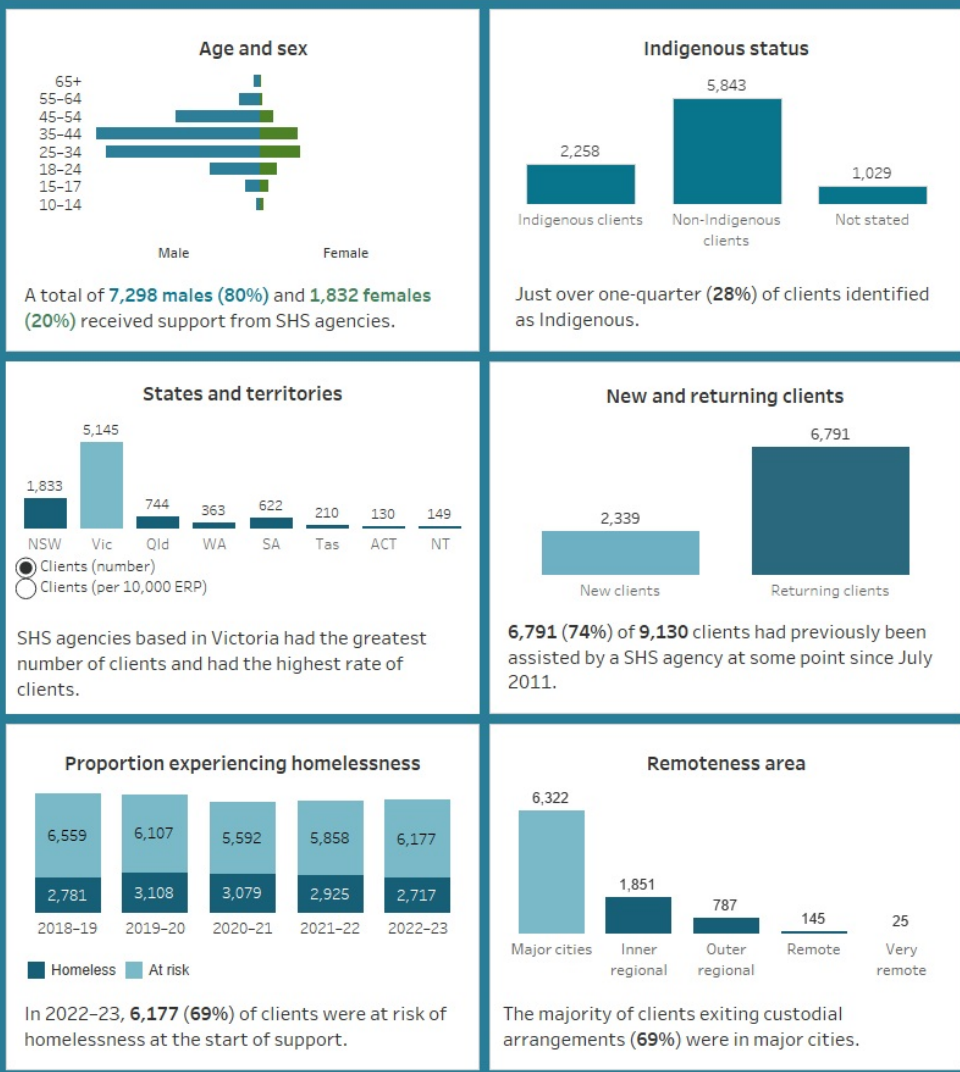 Age and sex
65+
55–64
45–54
35–44
25–34
18–24
15–17
10–14
Male Female
A total of 7,298 males (80%) and 1,832 females
(20%) received support from SHS agencies.
Indigenous status
5,843
2,258
1,029
Indigenous clients Non-Indigenous Not stated
clients
Just over one-quarter (28%) of clients identified
as Indigenous.
States and territories
5,145
1,833
744 363 622 210 130 149
NSW Vic Qld WA SA Tas ACT NT
Clients (number)
Clients (per 10,000 ERP)
SHS agencies based in Victoria had the greatest
number of clients and had the highest rate of
clients.
New and returning clients
6,791
2,339
New clients Returning clients
6,791 (74%) of 9,130 clients had previously been
assisted by a SHS agency at some point since July
2011.
Proportion experiencing homelessness
6,559 6,107 5,592 5,858 6,177
2,781 3,108 3,079 2,925 2,717
2018–19 2019–20 2020–21 2021–22 2022–23
Homeless At risk
In 2022–23, 6,177 (69%) of clients were at risk of
homelessness at the start of support.
Remoteness area
6,322
1,851
787
145 25
Major cities Inner Outer Remote Very
regional regional remote
The majority of clients exiting custodial
arrangements (69%) were in major cities.